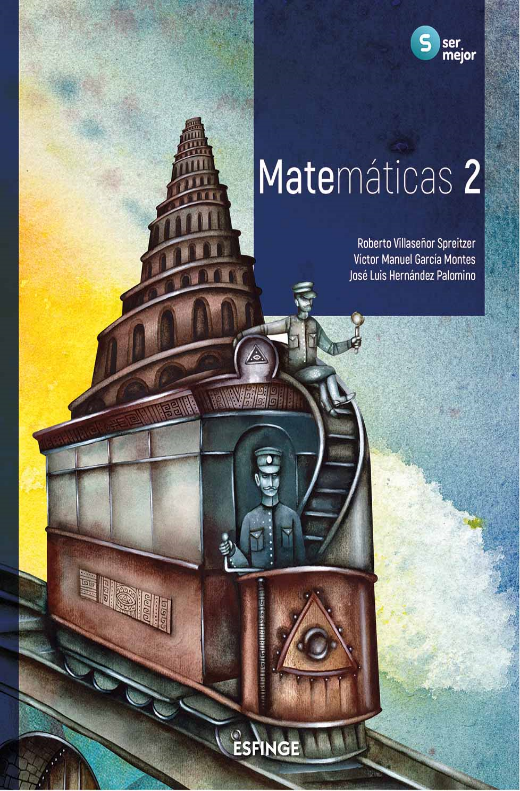 S
ser
mejor
Matemáticas 2
Roberto Villaseñor Spreitzer
Víctor Manuel García Montes
José Luis Hernández Palomino
ESFINGE